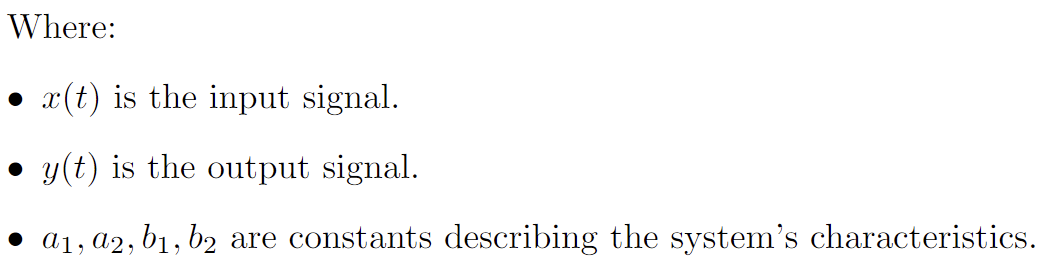 Where:
• x(t) is the input signal.
• y(t) is the output signal.
• a₁, a₂, b₁, b₂ are constants describing the system's characteristics.